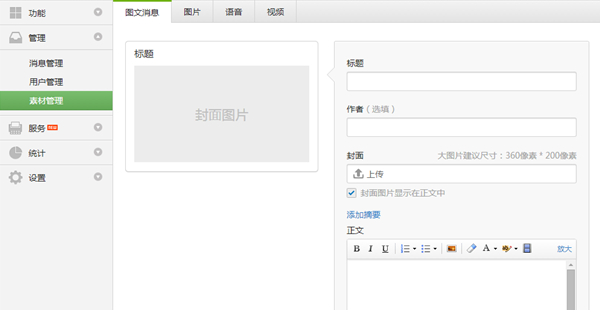 功能
管理
消息管理
用户管理
素材管理
服务
统计
设置
图文消息 图片 语音 视频
标题
封面图片
标题
作者（选填）
封面 大图片建议尺寸：360像素 * 200像素
上传
封面图片显示在正文中
添加摘要
正文
B I U A 放大